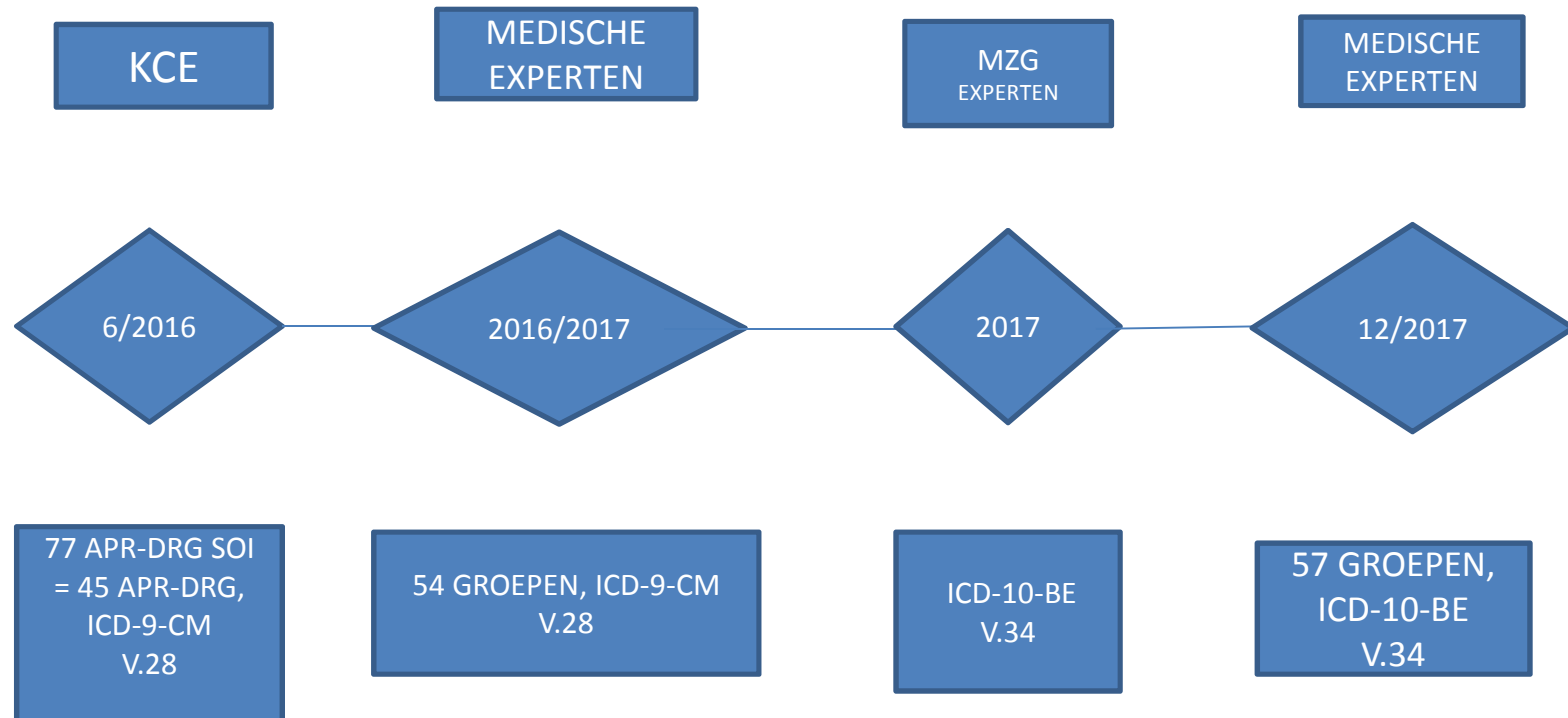 KCE
MEDISCHE
EXPERTEN
MZG
EXPERTEN
MEDISCHE
EXPERTEN
6/2016
2016/2017
2017
12/2017
77 APR-DRG SOI
= 45 APR-DRG,
ICD-9-CM
V.28
54 GROEPEN, ICD-9-CM
V.28
ICD-10-BE
V.34
57 GROEPEN,
ICD-10-BE
V.34